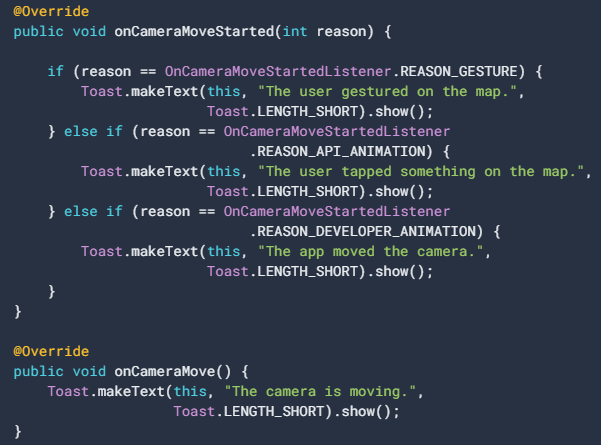 @Override
public void onCameraMoveStarted(int reason) {

    if (reason == OnCameraMoveStartedListener.REASON_GESTURE) {
        Toast.makeText(this, "The user gestured on the map.",
                       Toast.LENGTH_SHORT).show();
    } else if (reason == OnCameraMoveStartedListener
                            .REASON_API_ANIMATION) {
        Toast.makeText(this, "The user tapped something on the map.",
                       Toast.LENGTH_SHORT).show();
    } else if (reason == OnCameraMoveStartedListener
                            .REASON_DEVELOPER_ANIMATION) {
        Toast.makeText(this, "The app moved the camera.",
                       Toast.LENGTH_SHORT).show();
    }
}

@Override
public void onCameraMove() {
    Toast.makeText(this, "The camera is moving.",
                   Toast.LENGTH_SHORT).show();
}